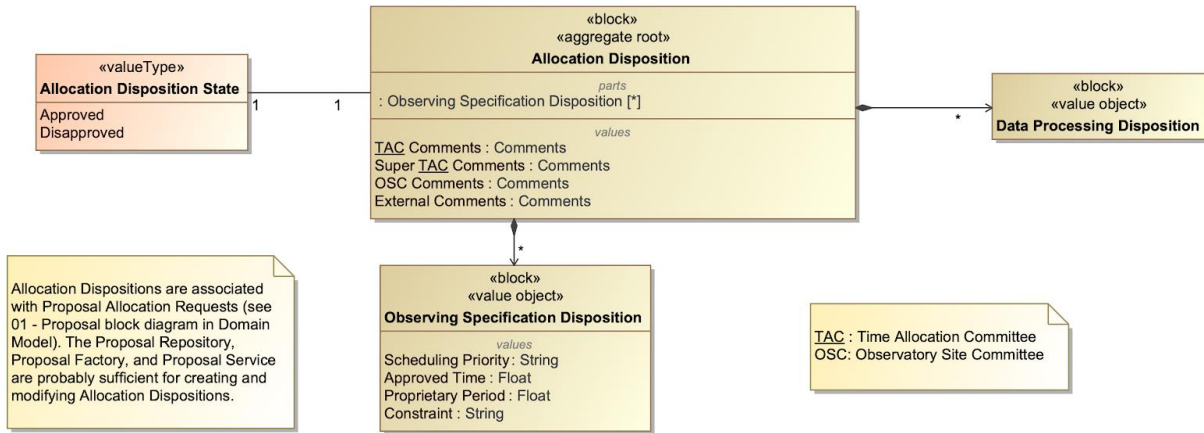 «valueType»
Allocation Disposition State
Approved
Disapproved
1
1
«block»
«aggregate root»
Allocation Disposition
parts
: Observing Specification Disposition [*]
values
TAC Comments : Comments
Super TAC Comments : Comments
OSC Comments : Comments
External Comments : Comments
*
«block»
«value object»
Data Processing Disposition
*
«block»
«value object»
Observing Specification Disposition
values
Scheduling Priority : String
Approved Time : Float
Proprietary Period : Float
Constraint : String
Allocation Dispositions are associated
with Proposal Allocation Requests (see
01 - Proposal block diagram in Domain
Model). The Proposal Repository,
Proposal Factory, and Proposal Service
are probably sufficient for creating and
modifying Allocation Dispositions.
TAC : Time Allocation Committee
OSC: Observatory Site Committee